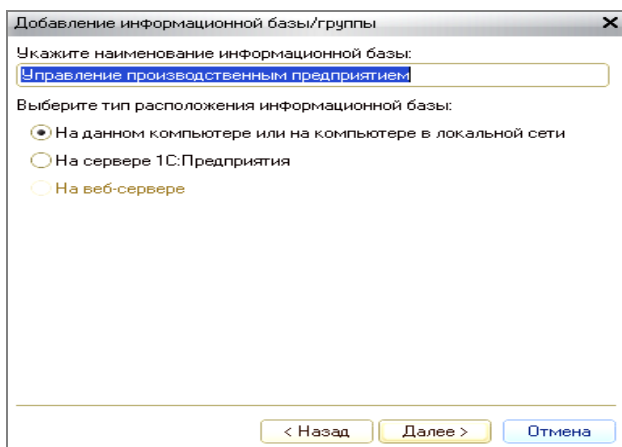 Добавление информационной базы/группы
Укажите наименование информационной базы:
Управление производственным предприятием
Выберите тип расположения информационной базы:
На данном компьютере или на компьютере в локальной сети
На сервере 1С:Предприятия
На веб-сервере
< Назад Далее > Отмена